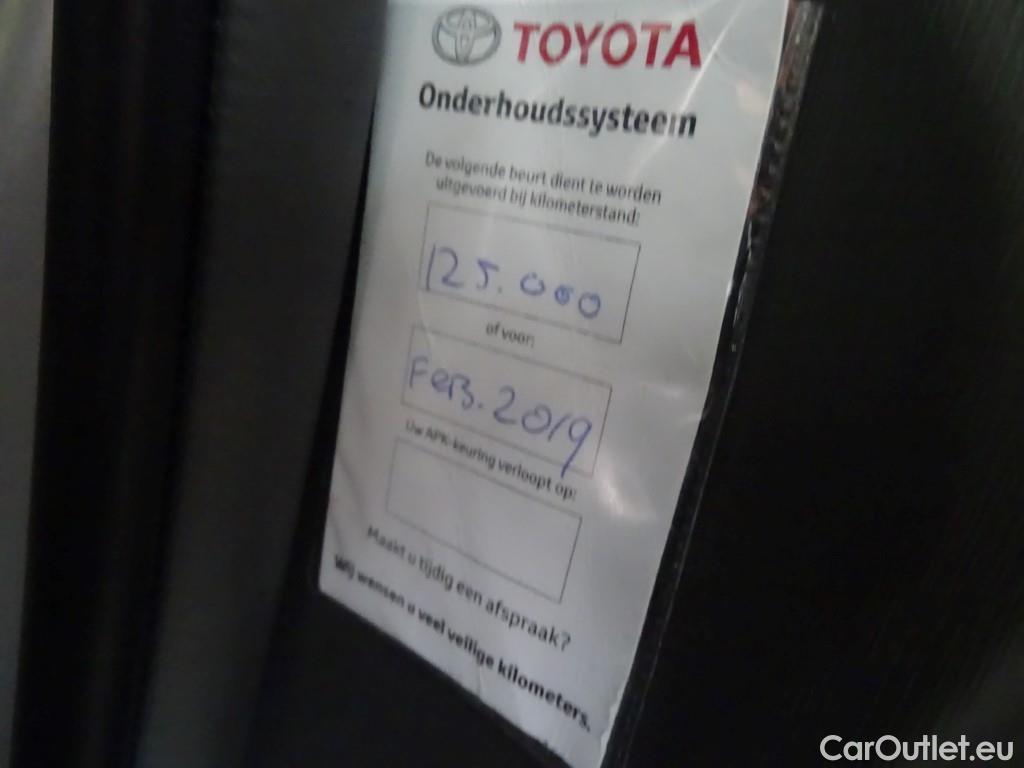 TOYOTA
Onderhoudssysteem
De volgende beurt dient te worden
uitgevoerd bij kilometerstand:
125.000
of voor:
FEB. 2019
Uw APK-keuring verloopt op:
Maakt u tijdig een afspraak?
Wij wensen u veel veilige kilometers.
CarOutlet.eu